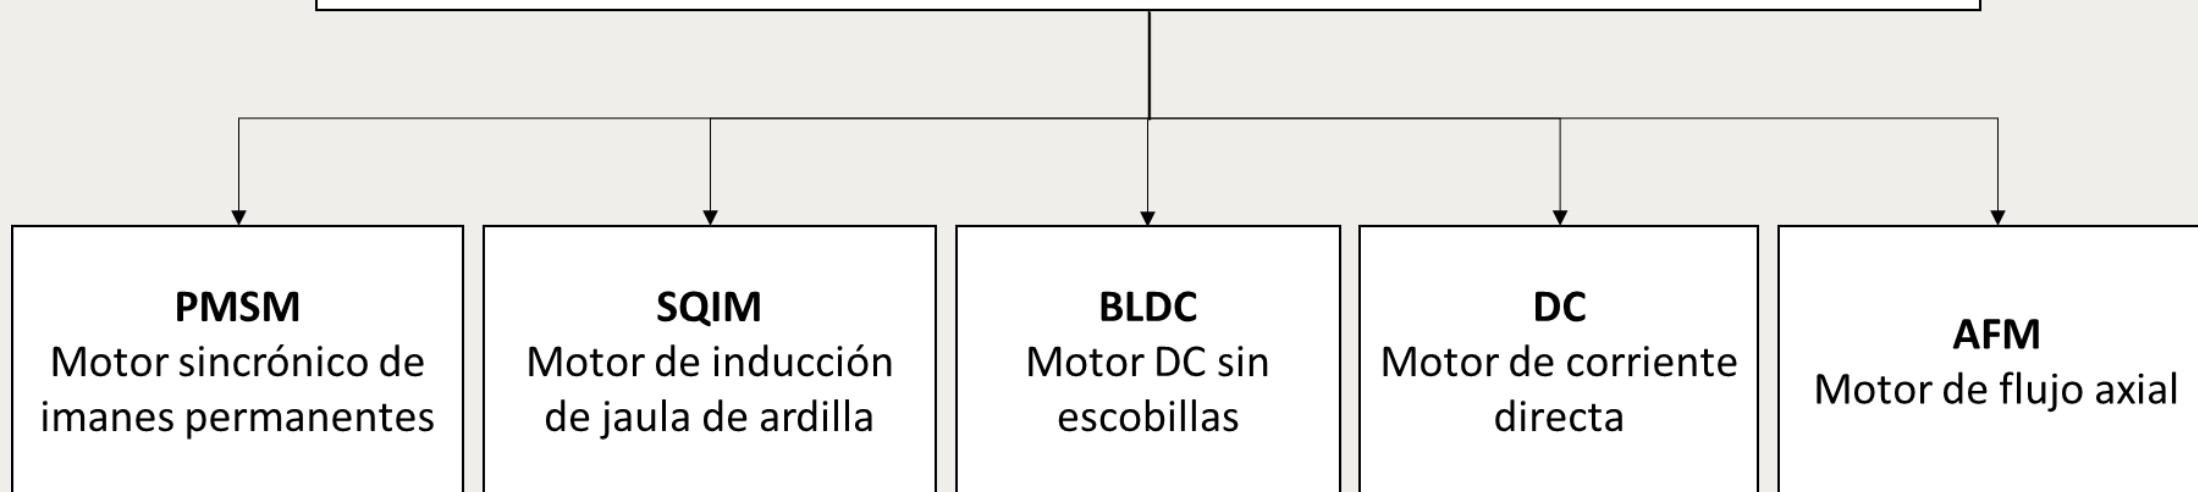 PMSM
Motor sincrónico de
imanes permanentes
SQIM
Motor de inducción
de jaula de ardilla
BLDC
Motor DC sin
escobillas
DC
Motor de corriente
directa
AFM
Motor de flujo axial